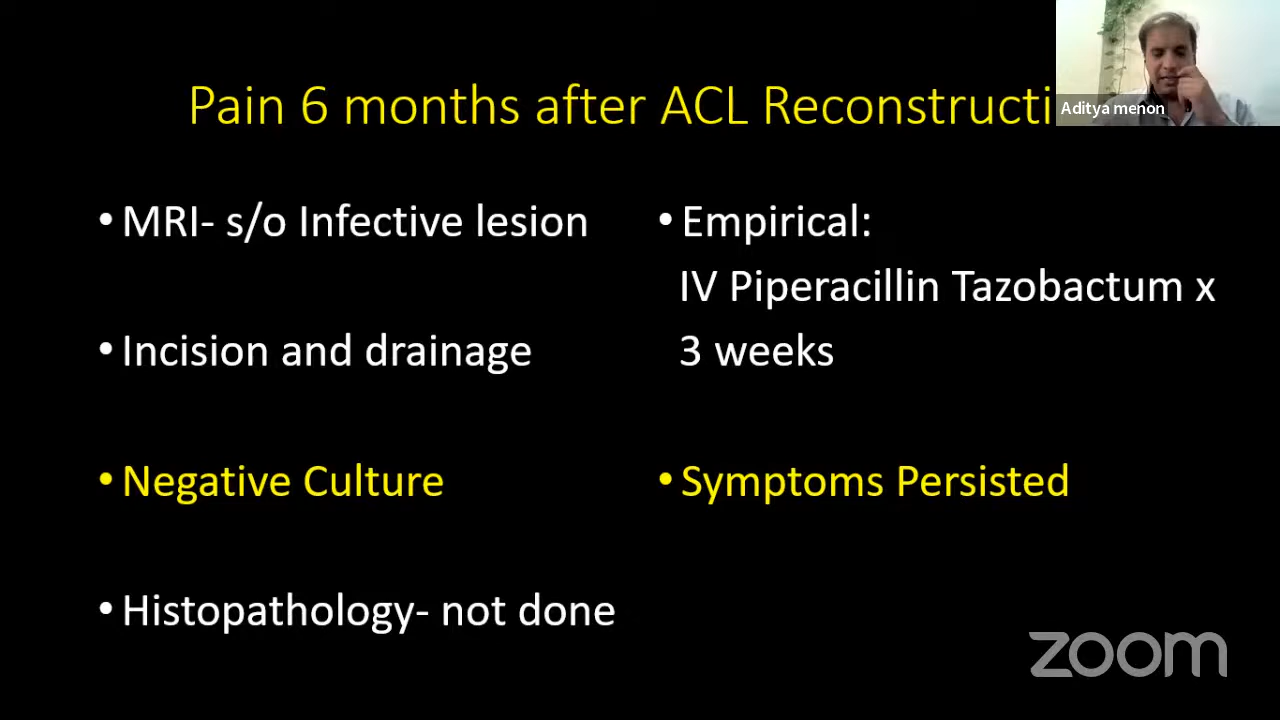 Pain 6 months after ACL Reconstructi
Aditya menon
• MRI- s/o Infective lesion
• Incision and drainage
• Negative Culture
• Histopathology- not done
• Empirical:
IV Piperacillin Tazobactum x
3 weeks
• Symptoms Persisted
zoom